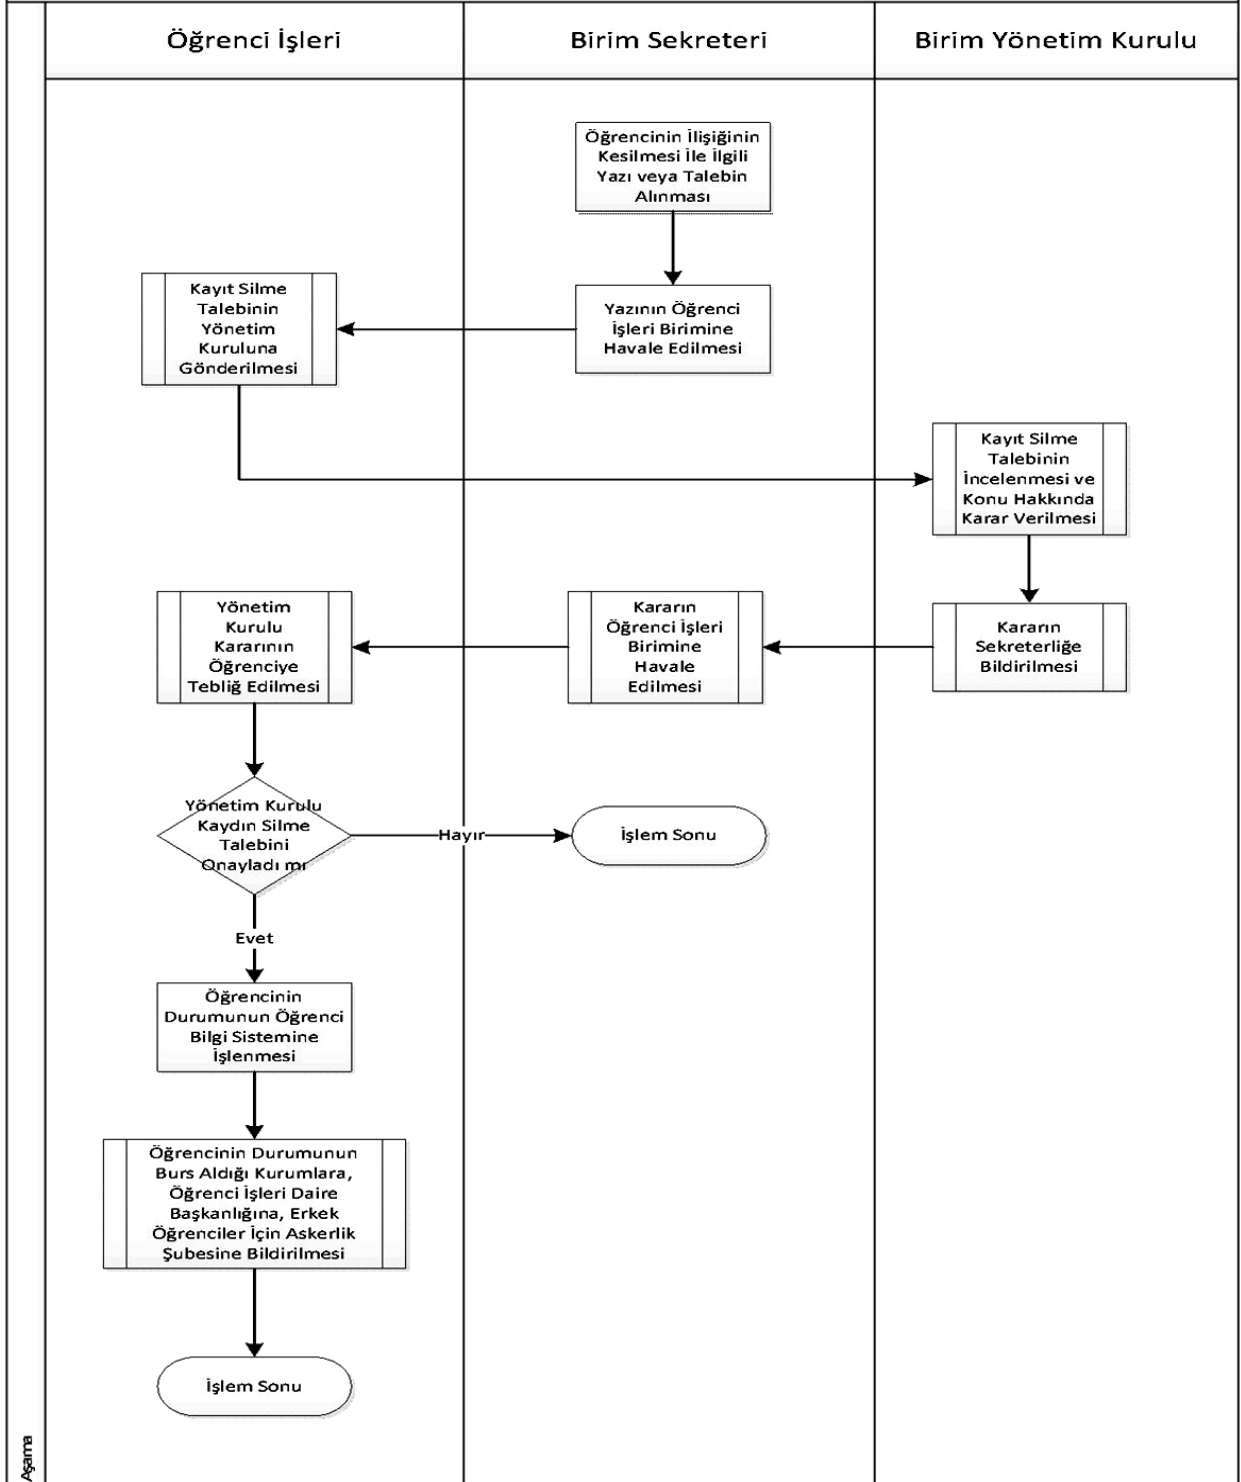 Öğrenci İşleri
Birim Sekreteri
Birim Yönetim Kurulu
Öğrencinin İlişiğinin
Kesilmesi İle İlgili
Yazı veya Talebin
Alınması
Yazının Öğrenci
İşleri Birimine
Havale Edilmesi
Kayıt Silme
Talebinin
Yönetim
Kuruluna
Gönderilmesi
Kayıt Silme
Talebinin
İncelenmesi ve
Konu Hakkında
Karar Verilmesi
Kararın
Sekreterliğe
Bildirilmesi
Kararın
Öğrenci İşleri
Birimine
Havale
Edilmesi
Yönetim
Kurulu
Kararının
Öğrenciye
Tebliğ Edilmesi
Yönetim Kurulu
Kaydın Silme
Talebini
Onayladı mı
Hayır
İşlem Sonu
Evet
Öğrencinin
Durumunun Öğrenci
Bilgi Sistemine
İşlenmesi
Öğrencinin Durumunun
Burs Aldığı Kurumlara,
Öğrenci İşleri Daire
Başkanlığına, Erkek
Öğrenciler İçin Askerlik
Şubesine Bildirilmesi
İşlem Sonu
Aşama